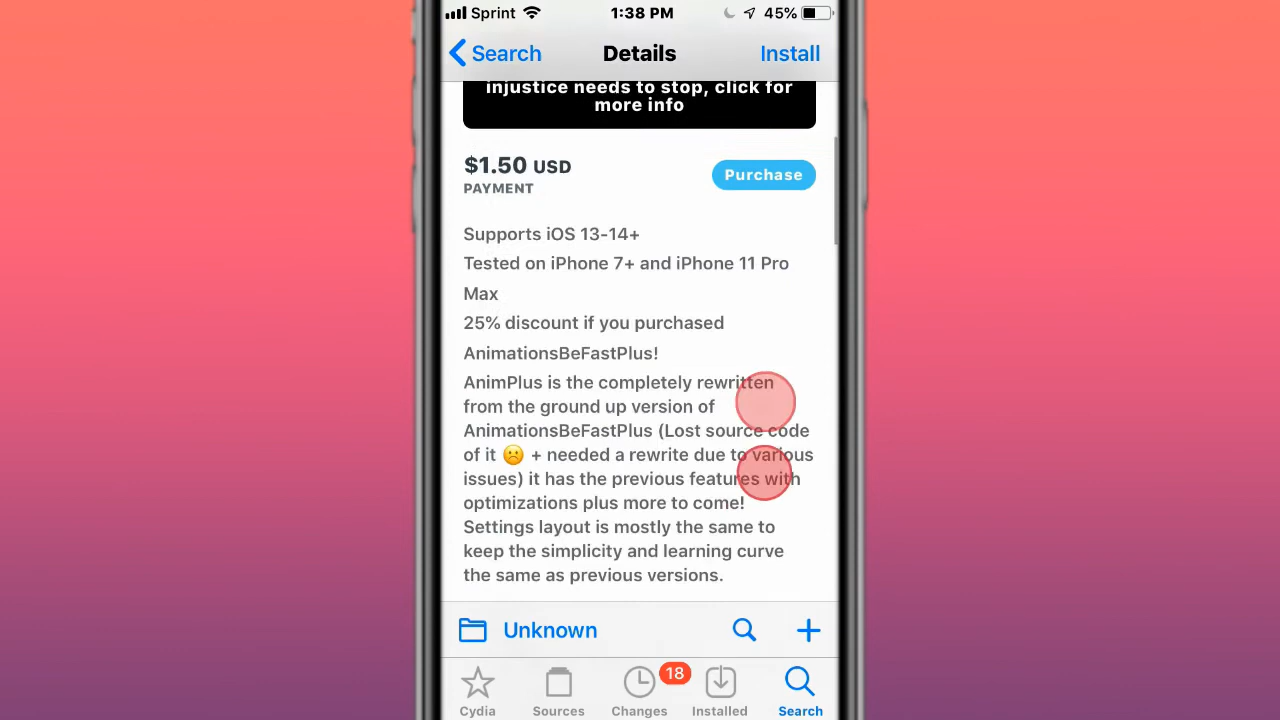 Sprint 1:38 PM 45%
Search Details Install
injustice needs to stop, click for
more info
$1.50 USD
PAYMENT
Purchase
Supports iOS 13-14+
Tested on iPhone 7+ and iPhone 11 Pro
Max
25% discount if you purchased
AnimationsBeFastPlus!
AnimPlus is the completely rewritten
from the ground up version of
AnimationsBeFastPlus (Lost source code
of it ☹️ + needed a rewrite due to various
issues) it has the previous features with
optimizations plus more to come!
Settings layout is mostly the same to
keep the simplicity and learning curve
the same as previous versions.
Unknown
18
Cydia Sources Changes Installed Search